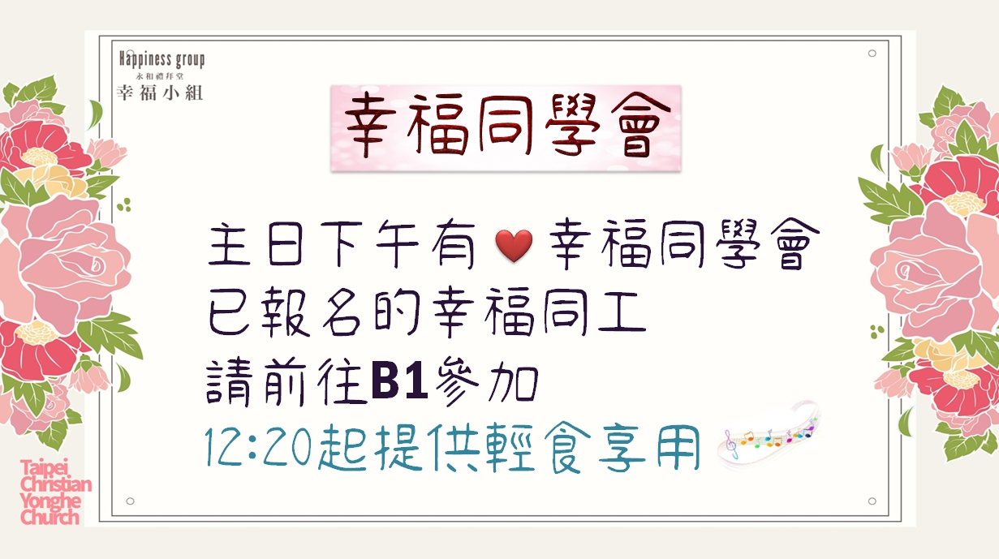 Happiness group
永和禮拜堂
幸福小組
幸福同學會
主日下午有❤幸福同學會
已報名的幸福同工
請前往B1參加
12:20起提供輕食享用
Taipei
Christian
Yonghe
Church